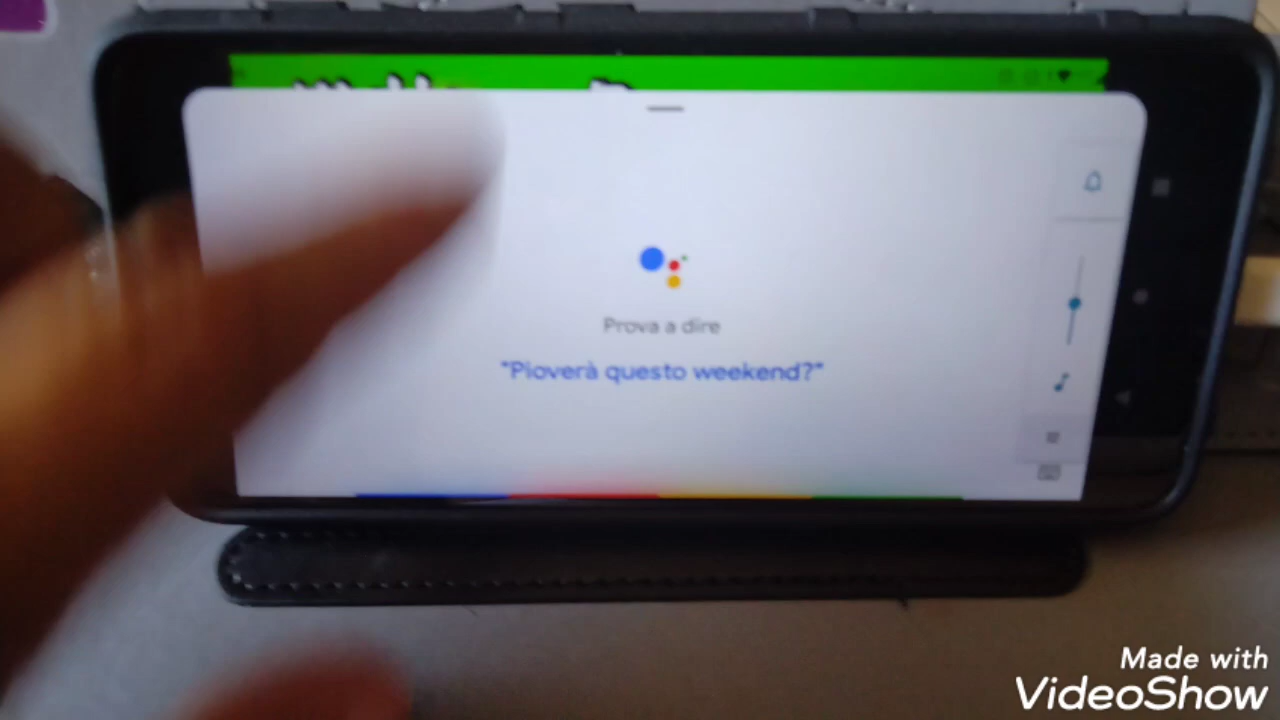 Prova a dire
"Pioverà questo weekend?"
Made with
VideoShow